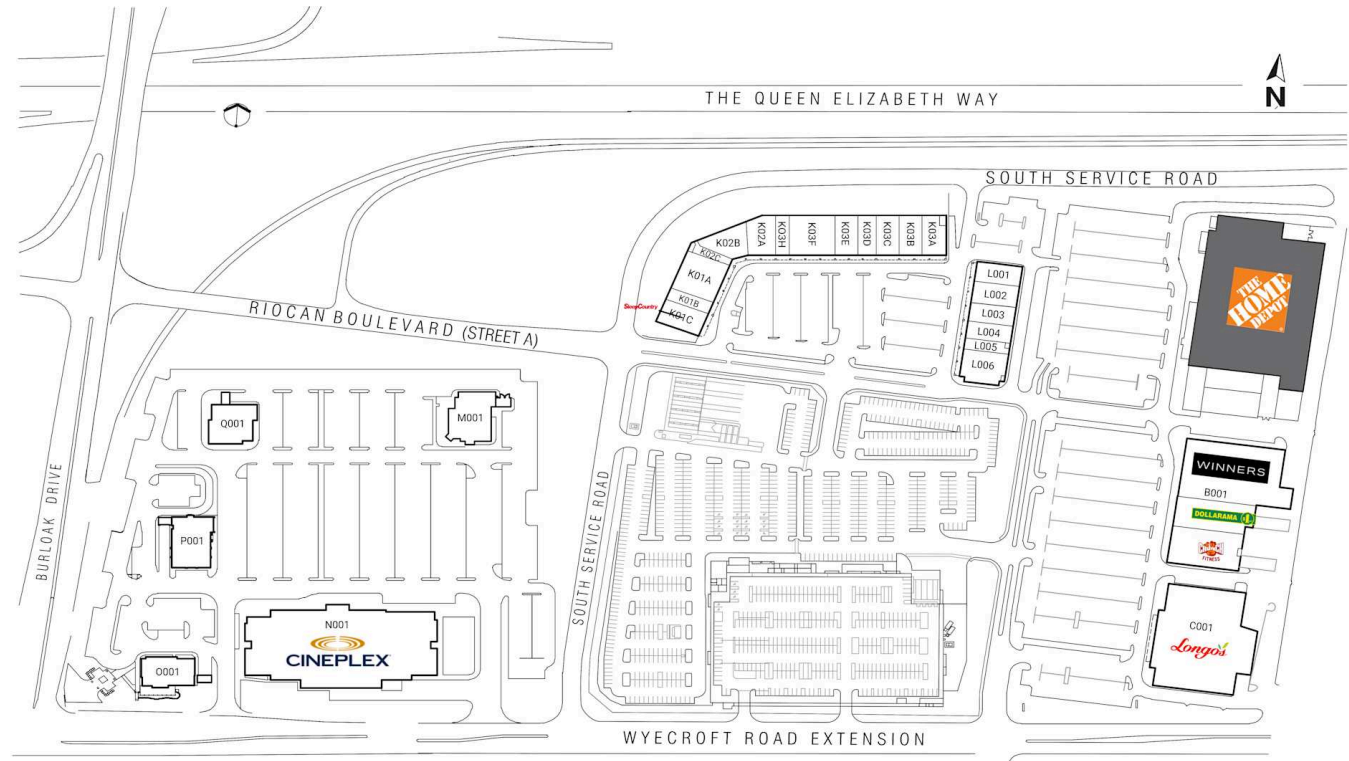 THE QUEEN ELIZABETH WAY
N
SOUTH SERVICE ROAD
K02A
K03H
K03F
K03E
K03D
K03C
K03B
K03A
K02B
K02C
K01A
K01B
K01C
SleepCountry
L001
L002
L003
L004
L005
L006
THE
HOME
DEPOT
RIOCAN BOULEVARD (STREET A)
Q001
M001
P001
BURLOAK DRIVE
SOUTH SERVICE ROAD
WINNERS
B001
DOLLARAMA
CRUNCH
FITNESS
N001
CINEPLEX
O001
C001
Longo's
WYECROFT ROAD EXTENSION